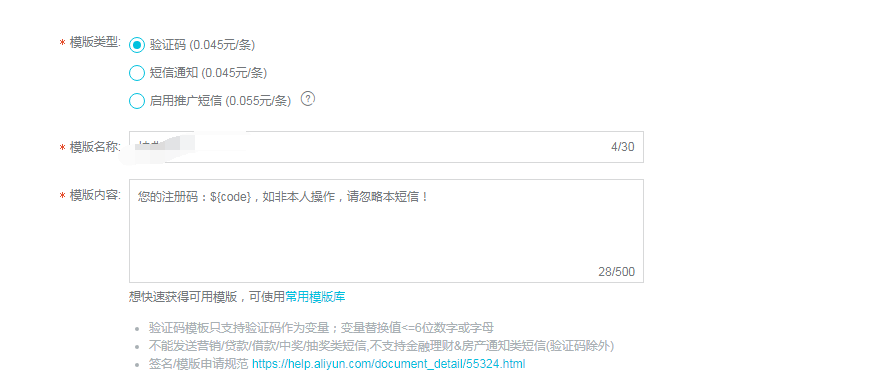 * 模版类型: 验证码 (0.045元/条)
短信通知 (0.045元/条)
启用推广短信 (0.055元/条) ?
* 模版名称: 4/30
* 模版内容: 您的注册码：${code}，如非本人操作，请忽略本短信！
28/500
想快速获得可用模版，可使用常用模版库
验证码模板只支持验证码作为变量；变量替换值<=6位数字或字母
不能发送营销/贷款/借款/中奖/抽奖类短信,不支持金融理财&房产通知类短信(验证码除外)
签名/模版申请规范 https://help.aliyun.com/document_detail/55324.html